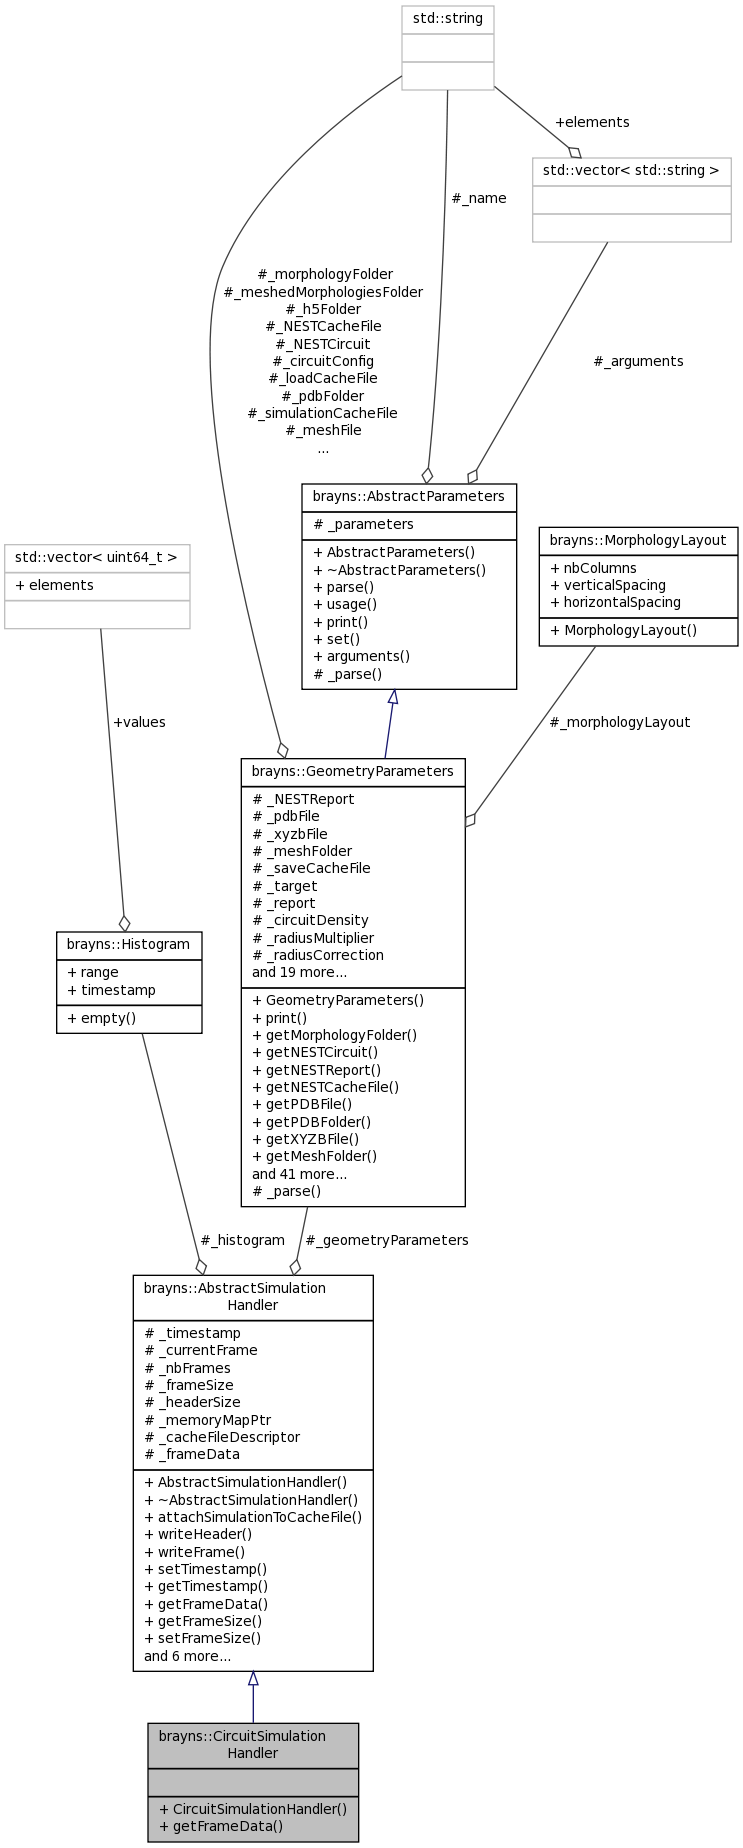 std::string
+elements
std::vector< std::string >
#_name
#_morphologyFolder
#_meshedMorphologiesFolder
#_h5Folder
#_NESTCacheFile
#_NESTCircuit
#_circuitConfig
#_loadCacheFile
#_pdbFolder
#_simulationCacheFile
#_meshFile
...
#_arguments
brayns::AbstractParameters
# _parameters
+ AbstractParameters()
+ ~AbstractParameters()
+ parse()
+ usage()
+ print()
+ set()
+ arguments()
# _parse()
brayns::MorphologyLayout
+ nbColumns
+ verticalSpacing
+ horizontalSpacing
+ MorphologyLayout()
std::vector< uint64_t >
+ elements
+values
#_morphologyLayout
brayns::GeometryParameters
# _NESTReport
# _pdbFile
# _xyzbFile
# _meshFolder
# _saveCacheFile
# _target
# _report
# _circuitDensity
# _radiusMultiplier
# _radiusCorrection
and 19 more...
+ GeometryParameters()
+ print()
+ getMorphologyFolder()
+ getNESTCircuit()
+ getNESTReport()
+ getNESTCacheFile()
+ getPDBFile()
+ getPDBFolder()
+ getXYZBFile()
+ getMeshFolder()
and 41 more...
# _parse()
brayns::Histogram
+ range
+ timestamp
+ empty()
#_histogram
#_geometryParameters
brayns::AbstractSimulation
Handler
# _timestamp
# _currentFrame
# _nbFrames
# _frameSize
# _headerSize
# _memoryMapPtr
# _cacheFileDescriptor
# _frameData
+ AbstractSimulationHandler()
+ ~AbstractSimulationHandler()
+ attachSimulationToCacheFile()
+ writeHeader()
+ writeFrame()
+ setTimestamp()
+ getTimestamp()
+ getFrameData()
+ getFrameSize()
+ setFrameSize()
and 6 more...
brayns::CircuitSimulation
Handler
+ CircuitSimulationHandler()
+ getFrameData()